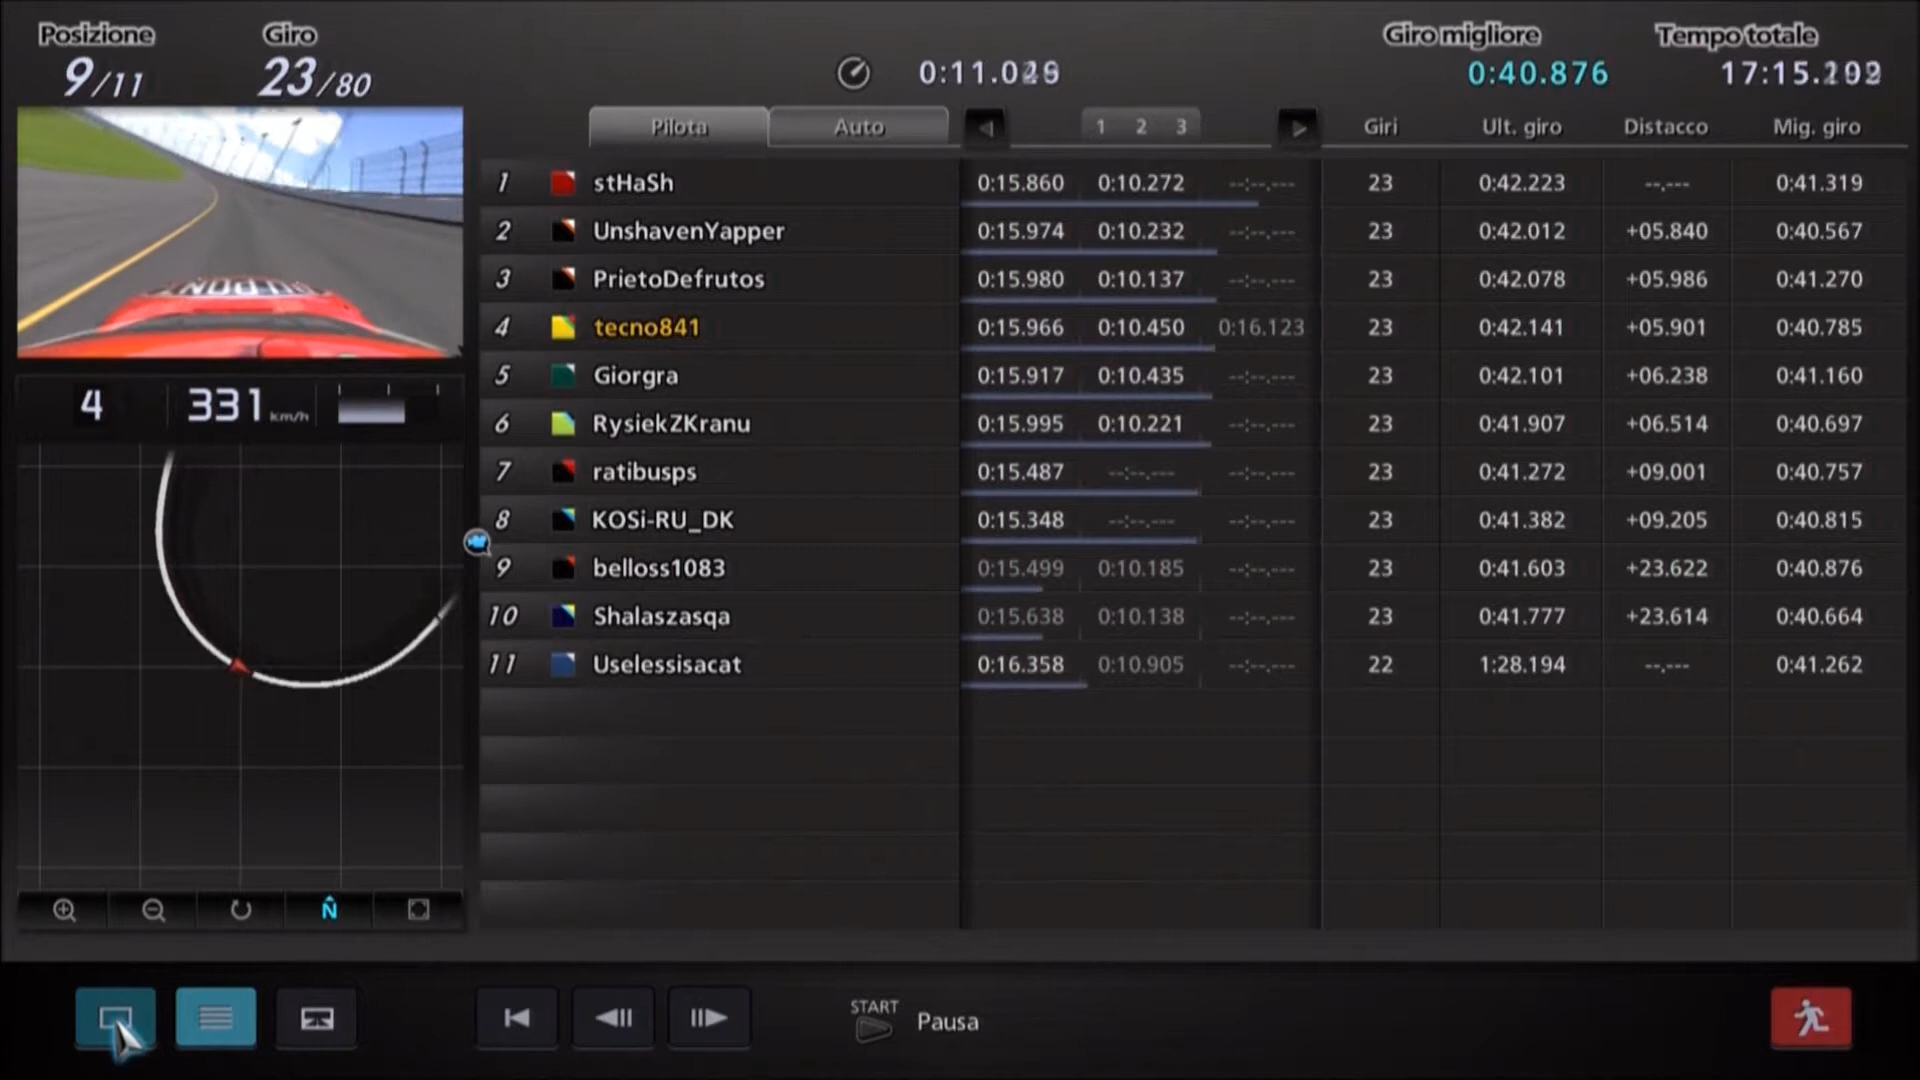 Posizione Giro Giro migliore Tempo totale
9/11 23/80 0:40.876
Pilota Auto 1 2 3 Giri Ult. giro Distacco Mig. giro
1 stHaSh 0:15.860 0:10.272 --:--.--- 23 0:42.223 --.--- 0:41.319
2 UnshavenYapper 0:15.974 0:10.232 --:--.--- 23 0:42.012 +05.840 0:40.567
3 PrietoDefrutos 0:15.980 0:10.137 --:--.--- 23 0:42.078 +05.986 0:41.270
4 tecno841 0:15.966 0:10.450 0:16.123 23 0:42.141 +05.901 0:40.785
5 Giorgra 0:15.917 0:10.435 --:--.--- 23 0:42.101 +06.238 0:41.160
6 RysiekZKranu 0:15.995 0:10.221 --:--.--- 23 0:41.907 +06.514 0:40.697
7 ratibusps 0:15.487 --:--.--- --:--.--- 23 0:41.272 +09.001 0:40.757
8 KOSi-RU_DK 0:15.348 --:--.--- --:--.--- 23 0:41.382 +09.205 0:40.815
9 belloss1083 0:15.499 0:10.185 --:--.--- 23 0:41.603 +23.622 0:40.876
10 Shalaszasqa 0:15.638 0:10.138 --:--.--- 23 0:41.777 +23.614 0:40.664
11 Uselessisacat 0:16.358 0:10.905 --:--.--- 22 1:28.194 --.--- 0:41.262
4 331 km/h
N
START Pausa